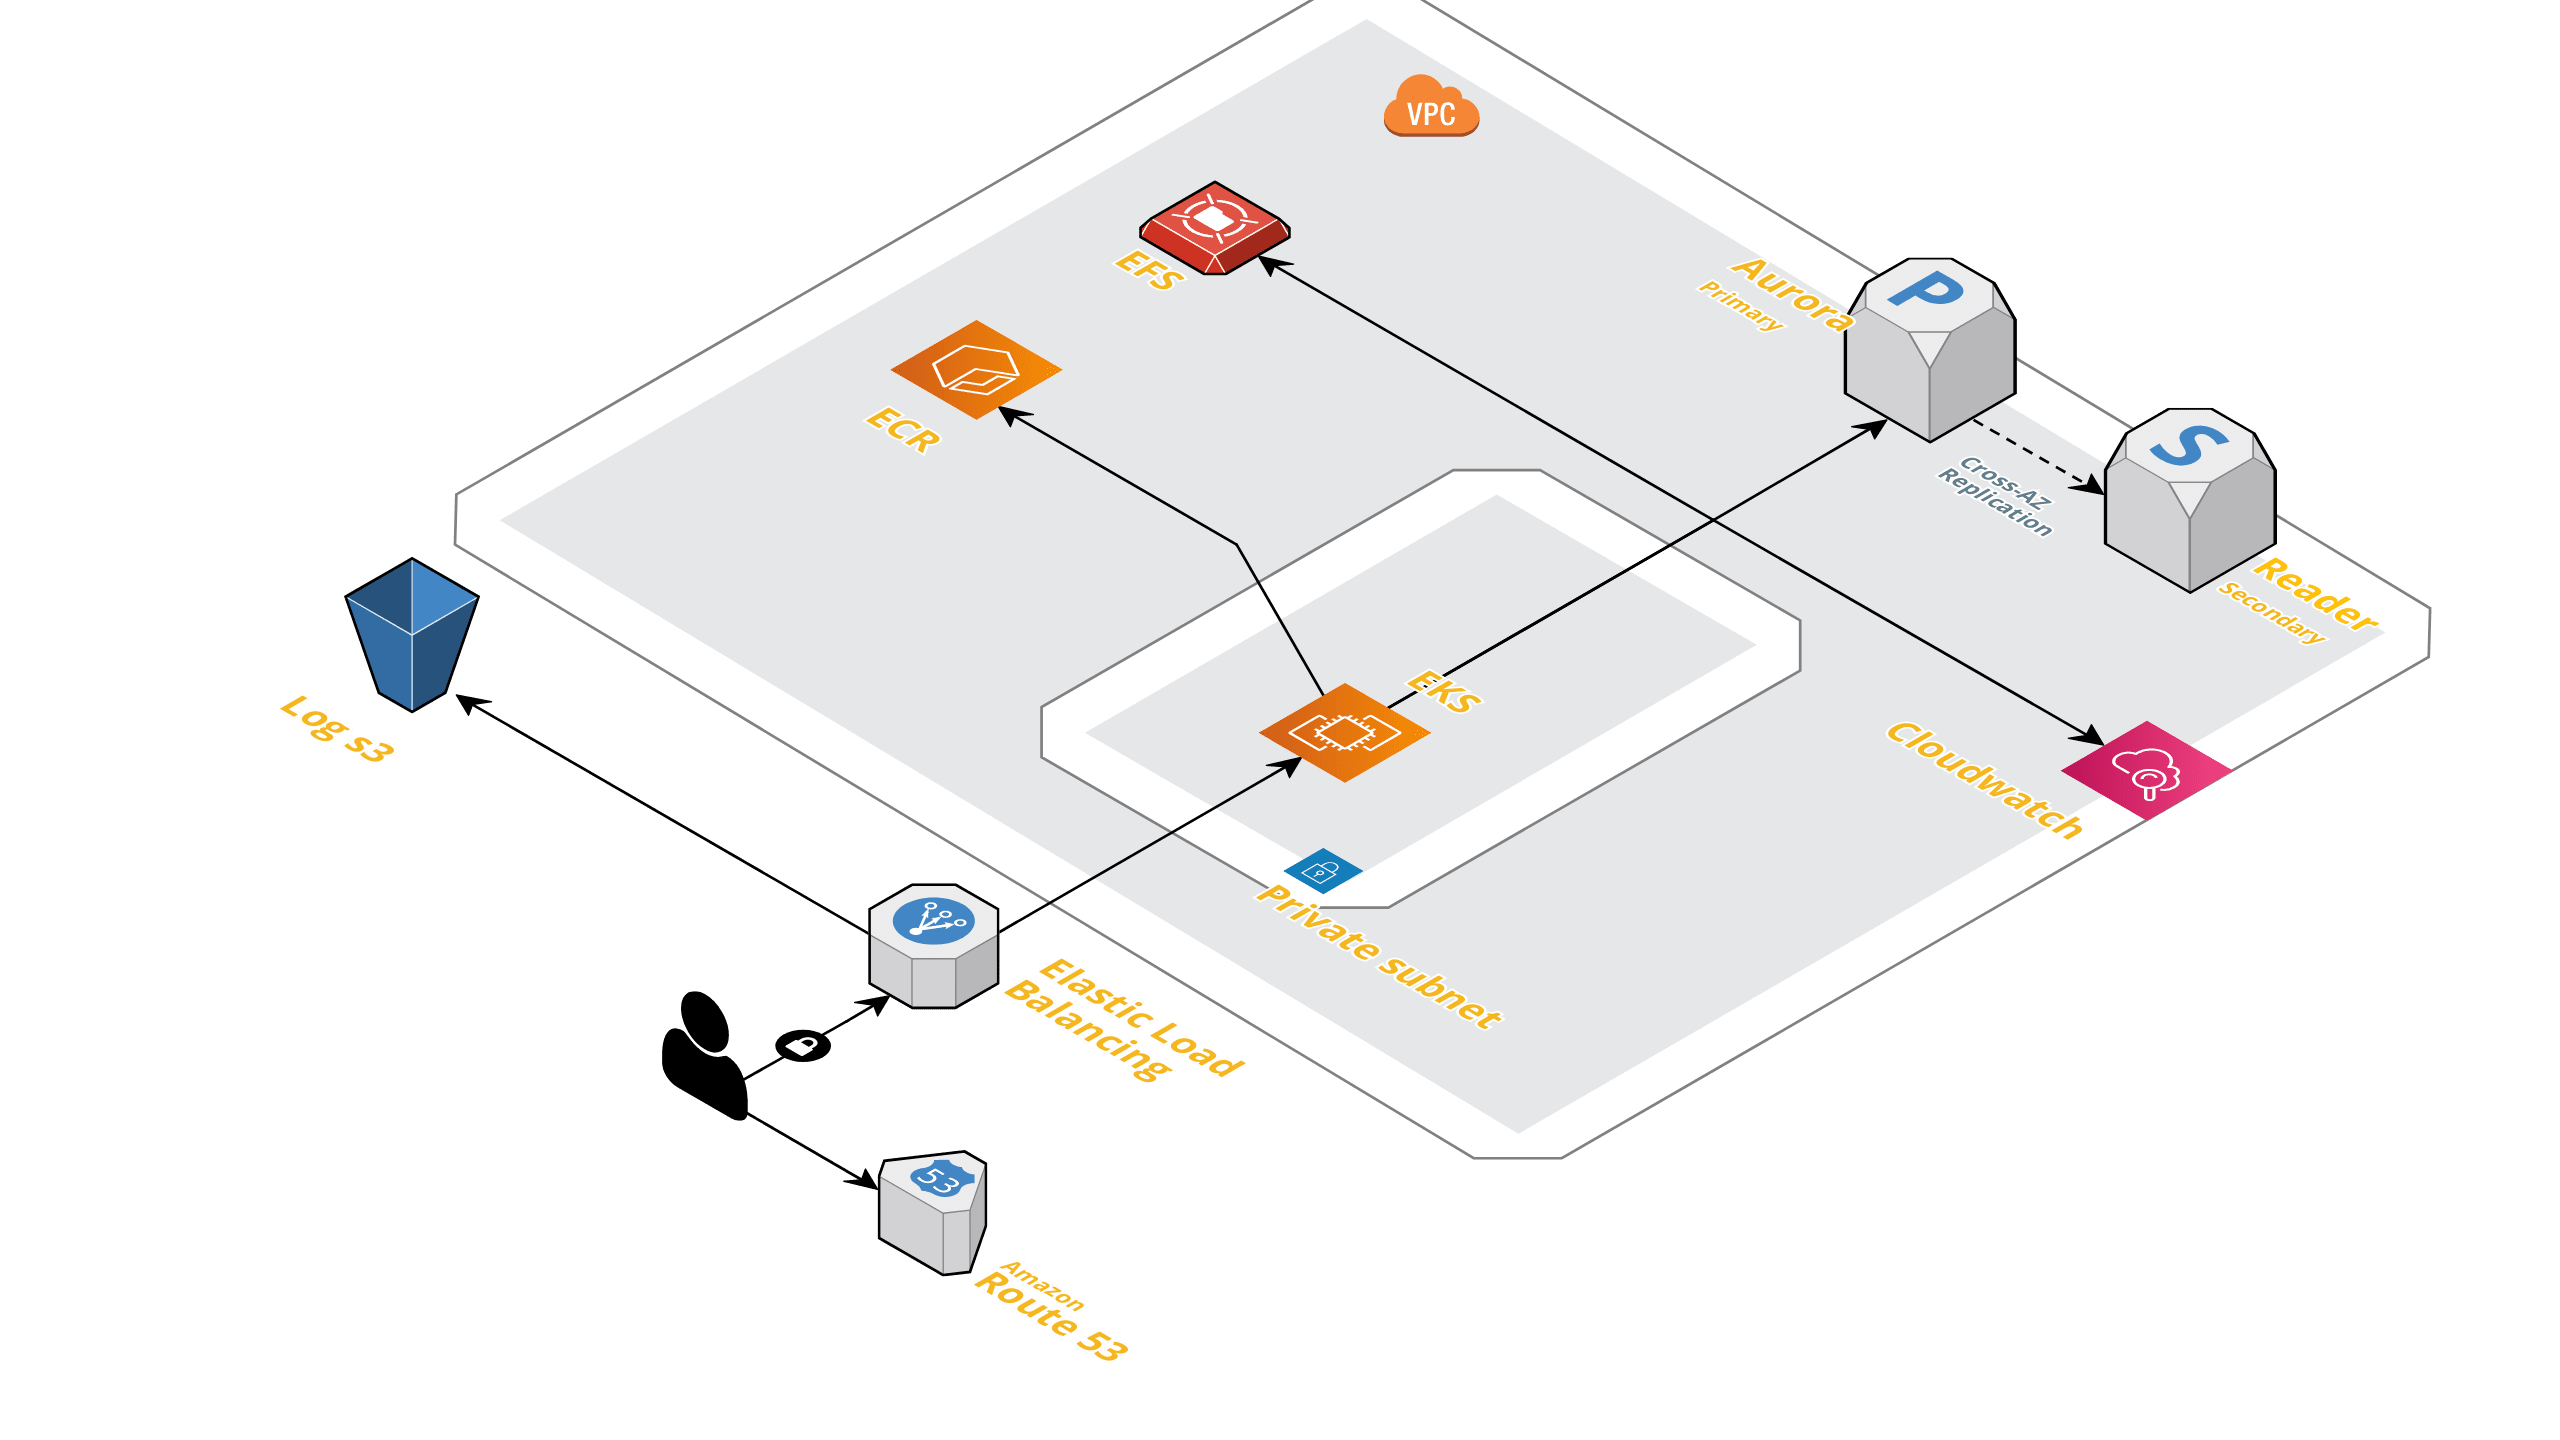 VPC
EFS
Aurora
Primary
P
ECR
S
Cross-AZ
Replication
Reader
Secondary
EKS
Log s3
Cloudwatch
Private subnet
Elastic Load
Balancing
53
Amazon
Route 53